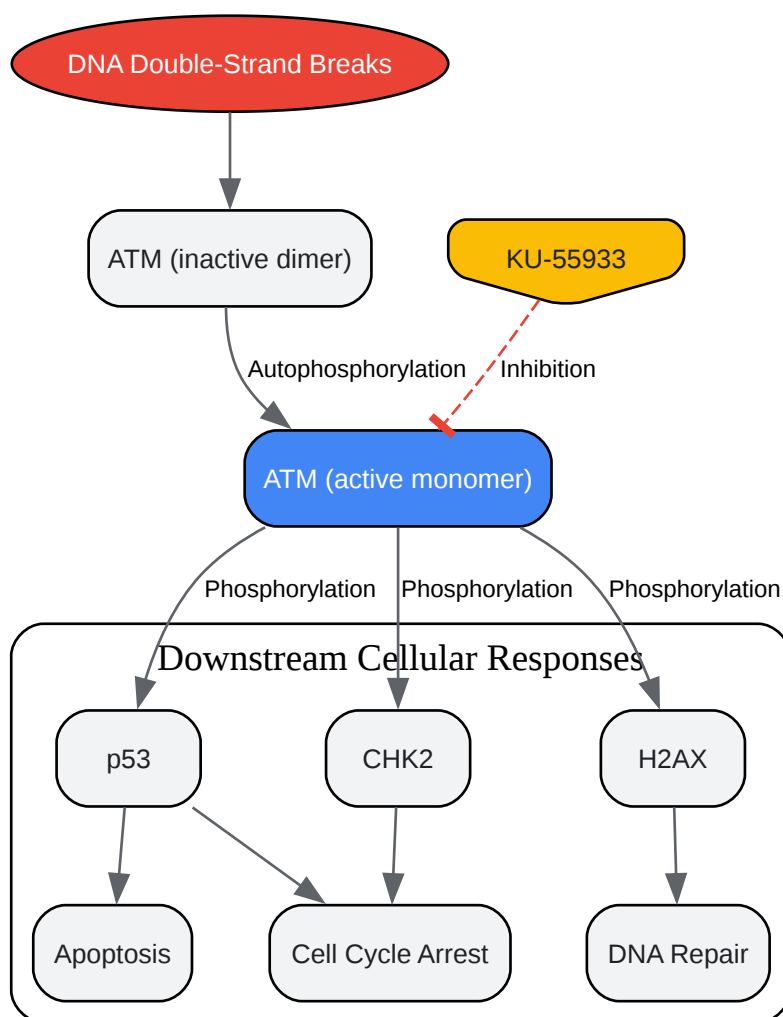 DNA Double-Strand Breaks
ATM (inactive dimer)
KU-55933
Autophosphorylation
Inhibition
ATM (active monomer)
Phosphorylation
Phosphorylation
Phosphorylation
Downstream Cellular Responses
p53
CHK2
H2AX
Apoptosis
Cell Cycle Arrest
DNA Repair